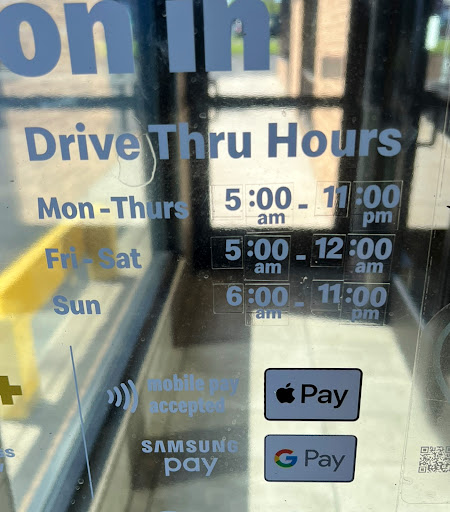 on in
Drive Thru Hours
Mon - Thurs 5:00 am - 11:00 pm
Fri - Sat 5:00 am - 12:00 am
Sun 6:00 am - 11:00 pm
mobile pay
accepted
Pay
SAMSUNG
pay
G Pay